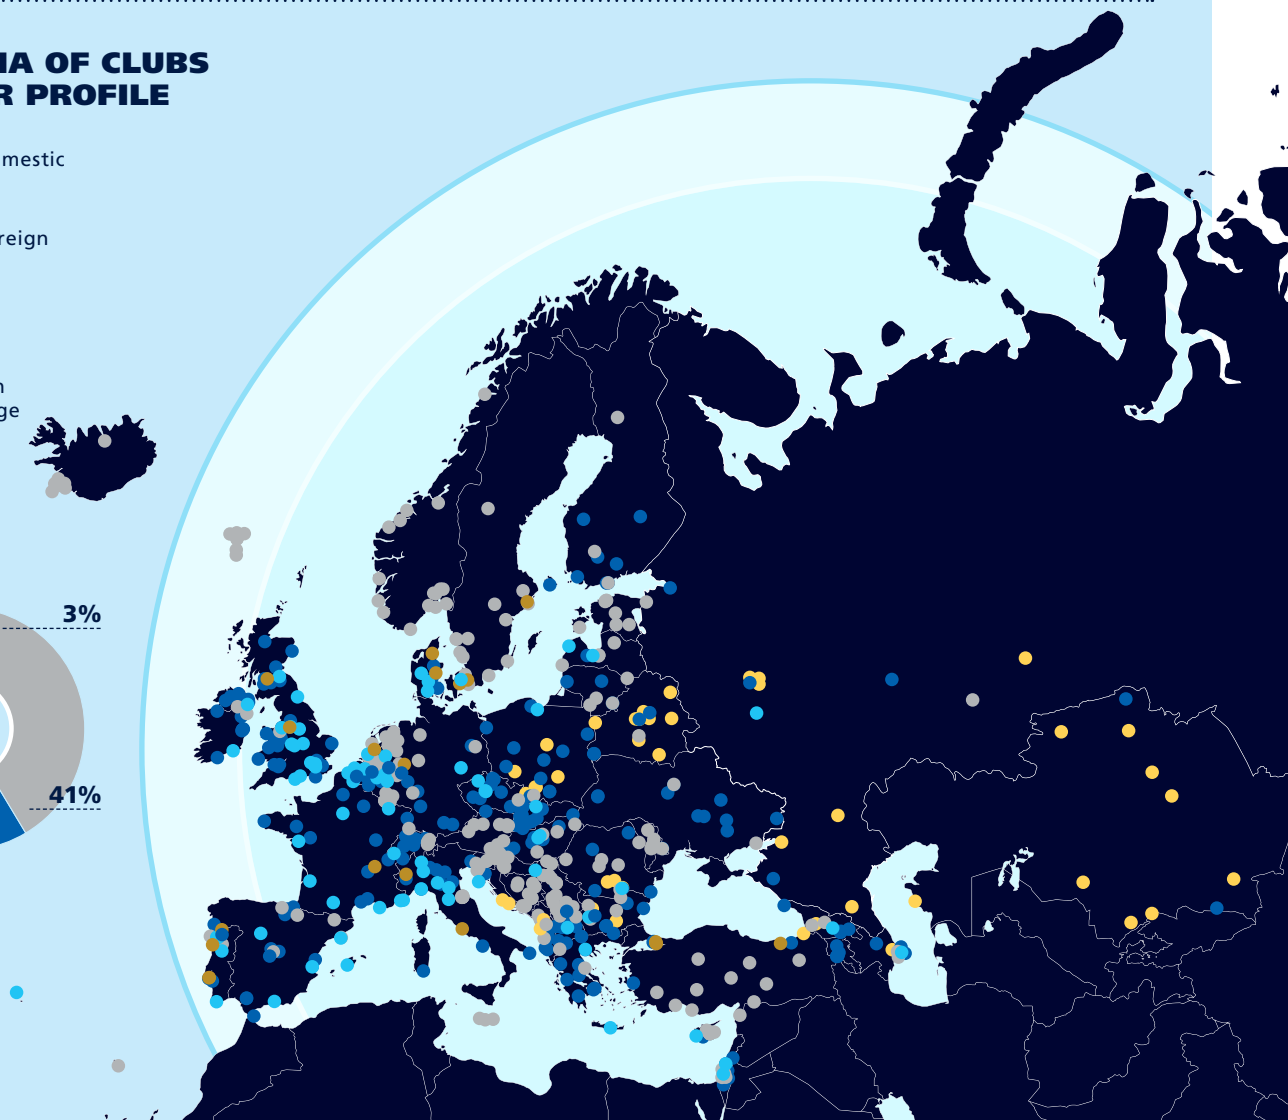 IA OF CLUBS
R PROFILE
mestic
reign
n
ge
3%
41%